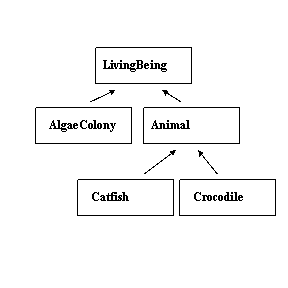 LivingBeing
AlgaeColony
Animal
Catfish
Crocodile